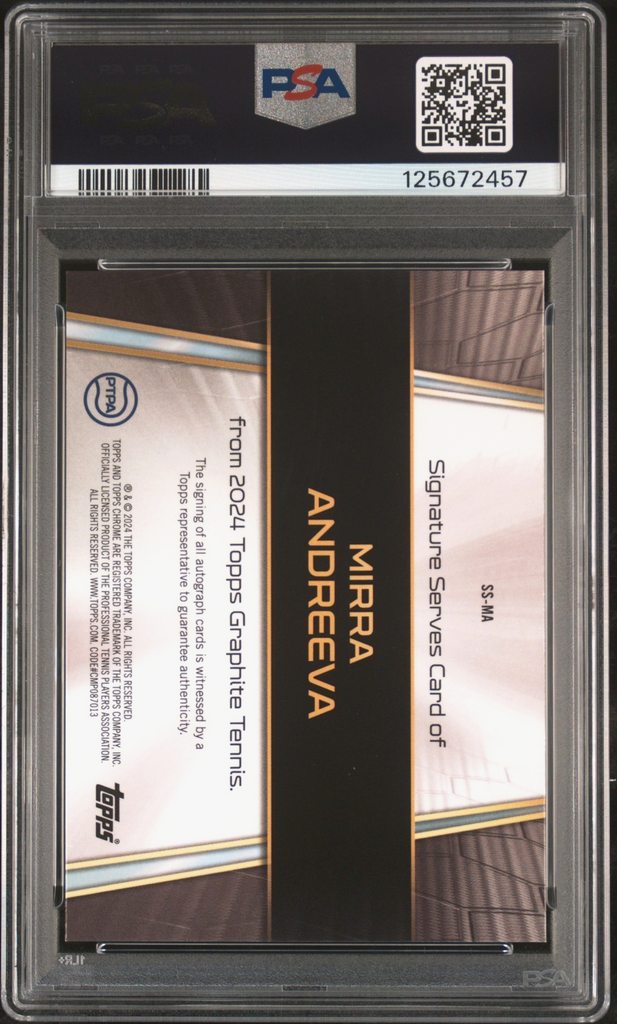 PSA
125672457
SS-MA
Signature Serves Card of
MIRRA
ANDREEVA
from 2024 Topps Graphite Tennis.
The signing of all autograph cards is witnessed by a
Topps representative to guarantee authenticity.
PTPA
® & © 2024 THE TOPPS COMPANY, INC. ALL RIGHTS RESERVED.
TOPPS AND TOPPS CHROME ARE REGISTERED TRADEMARK OF THE TOPPS COMPANY, INC.
OFFICIALLY LICENSED PRODUCT OF THE PROFESSIONAL TENNIS PLAYERS ASSOCIATION.
ALL RIGHTS RESERVED. WWW.TOPPS.COM. CODE#CMP087013
topps®
1LR+
PSA